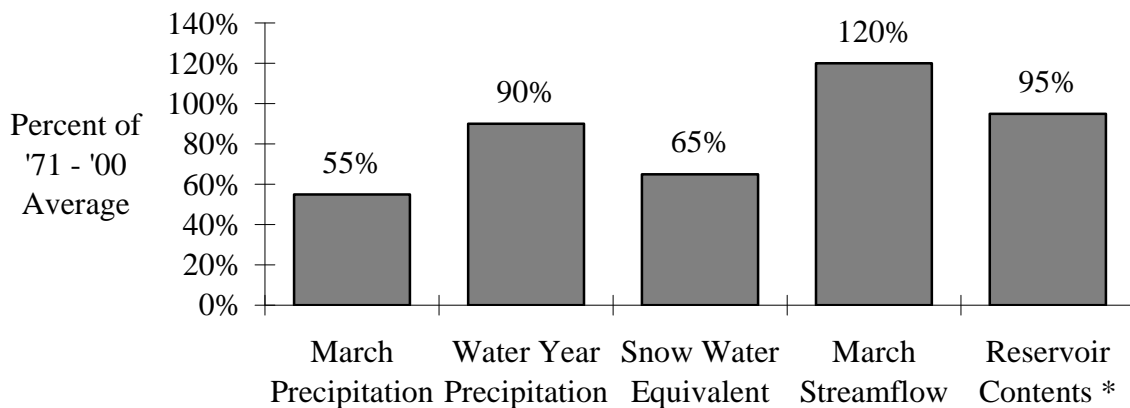 140%
120%
100%
80%
60%
40%
20%
0%
Percent of
'71 - '00
Average
55%
90%
65%
120%
95%
March
Precipitation
Water Year
Precipitation
Snow Water
Equivalent
March
Streamflow
Reservoir
Contents *